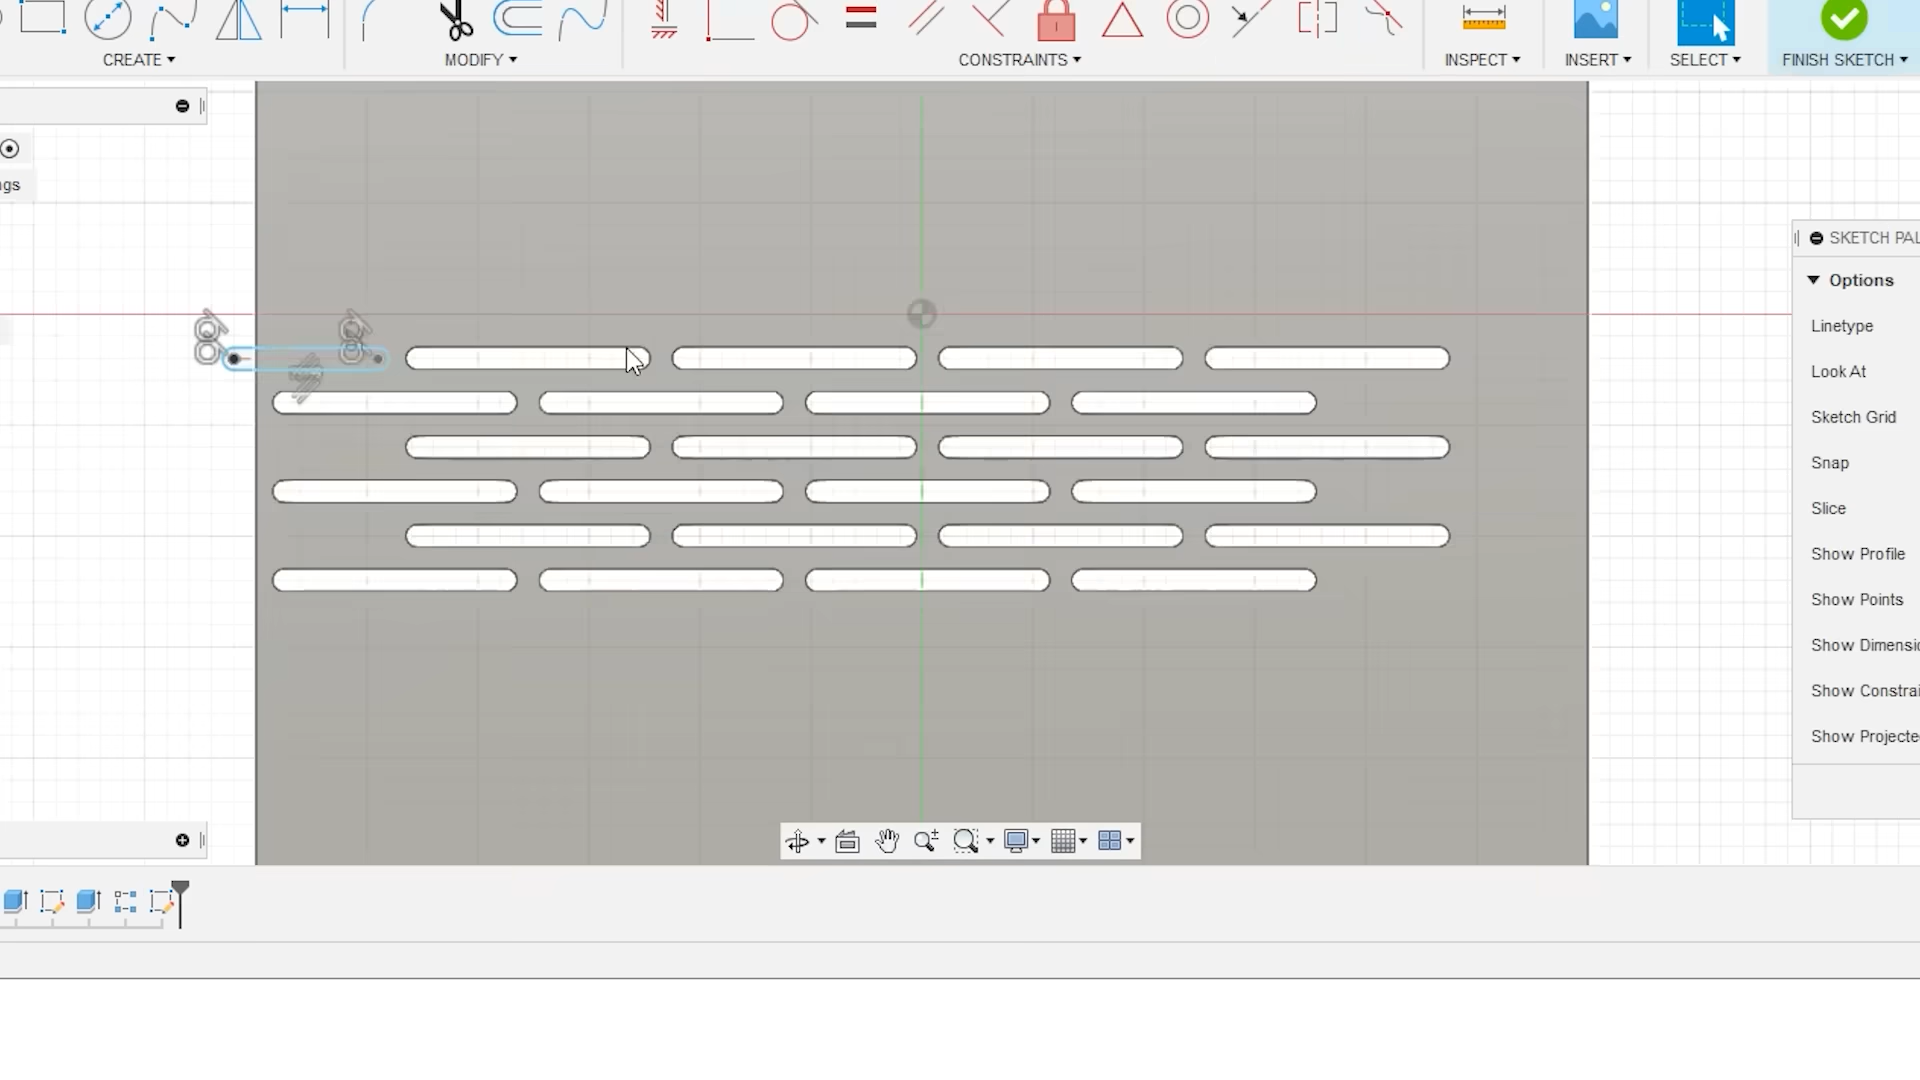 CREATE
MODIFY
CONSTRAINTS
INSPECT
INSERT
SELECT
FINISH SKETCH
SKETCH PAL
Options
Linetype
Look At
Sketch Grid
Snap
Slice
Show Profile
Show Points
Show Dimensi
Show Constrai
Show Projecte
ngs